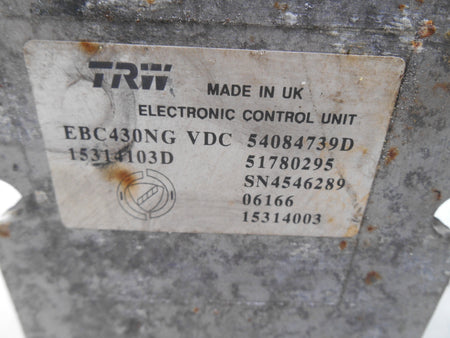 TRW MADE IN UK
ELECTRONIC CONTROL UNIT
EBC430NG VDC 54084739D
15314103D 51780295
SN4546289
06166
15314003